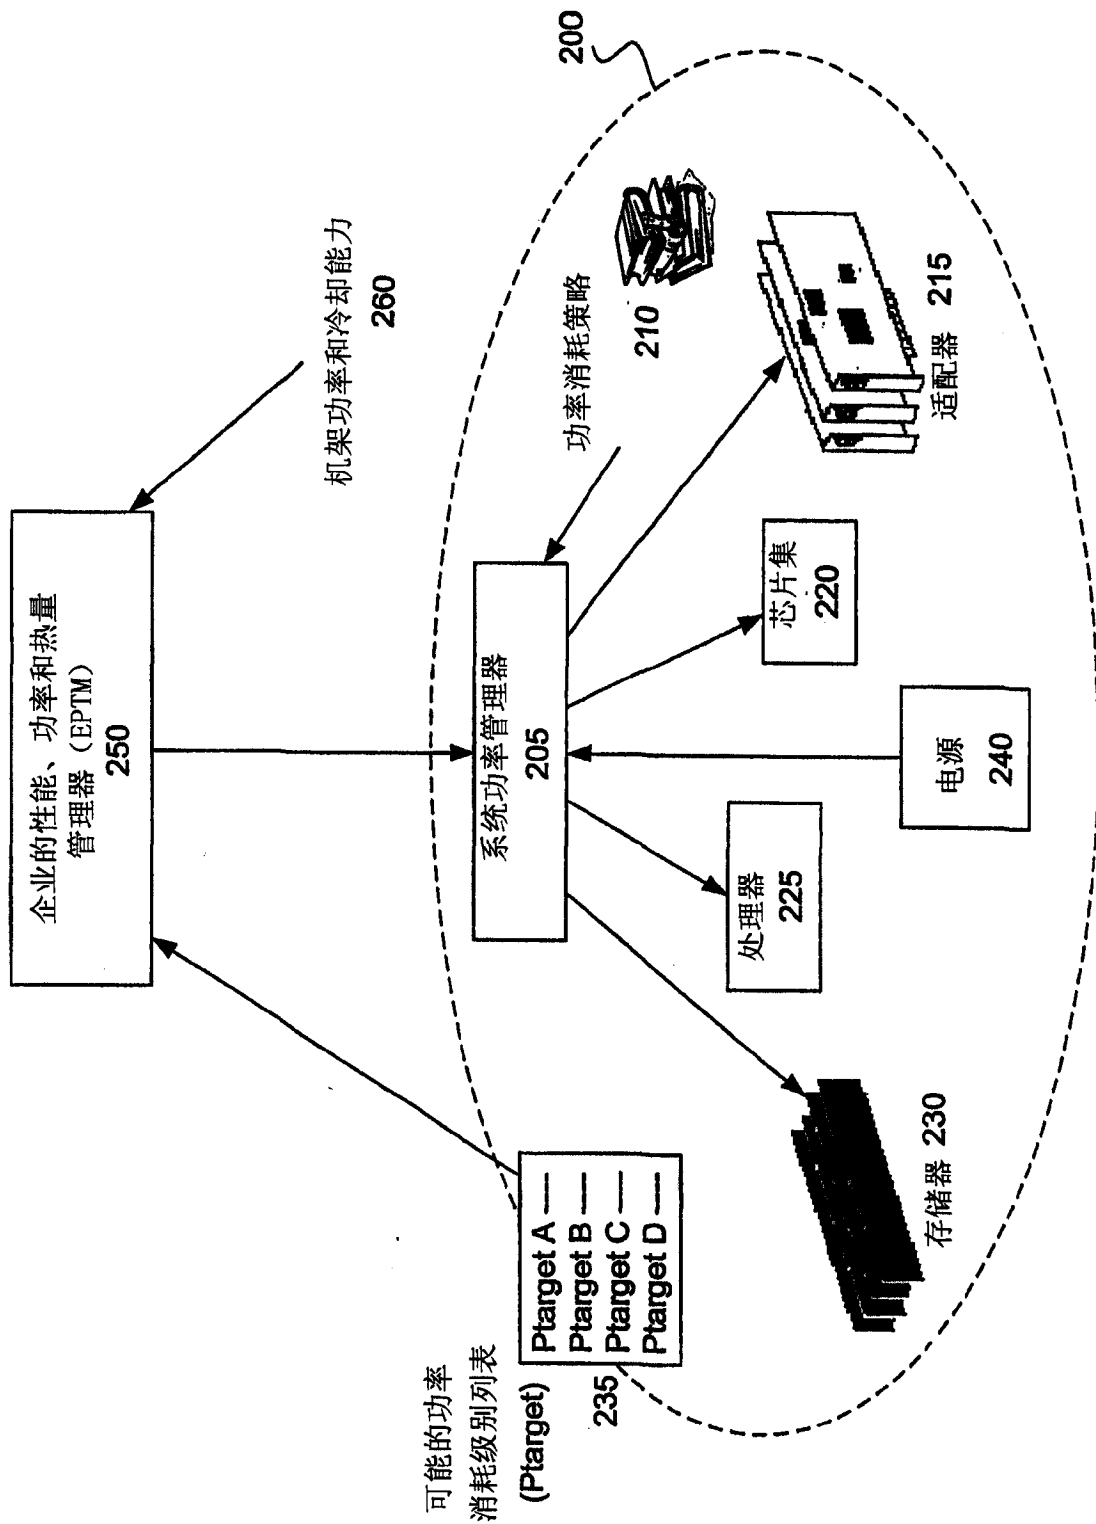 企业的性能、功率和热量
管理器（EPTM）
250
机架功率和冷却能力
260
200
可能的功率
消耗级别列表
(Ptarget)
235
Ptarget A
Ptarget B
Ptarget C
Ptarget D
系统功率管理器
205
功率消耗策略
210
存储器 230
处理器
225
电源
240
芯片集
220
适配器 215